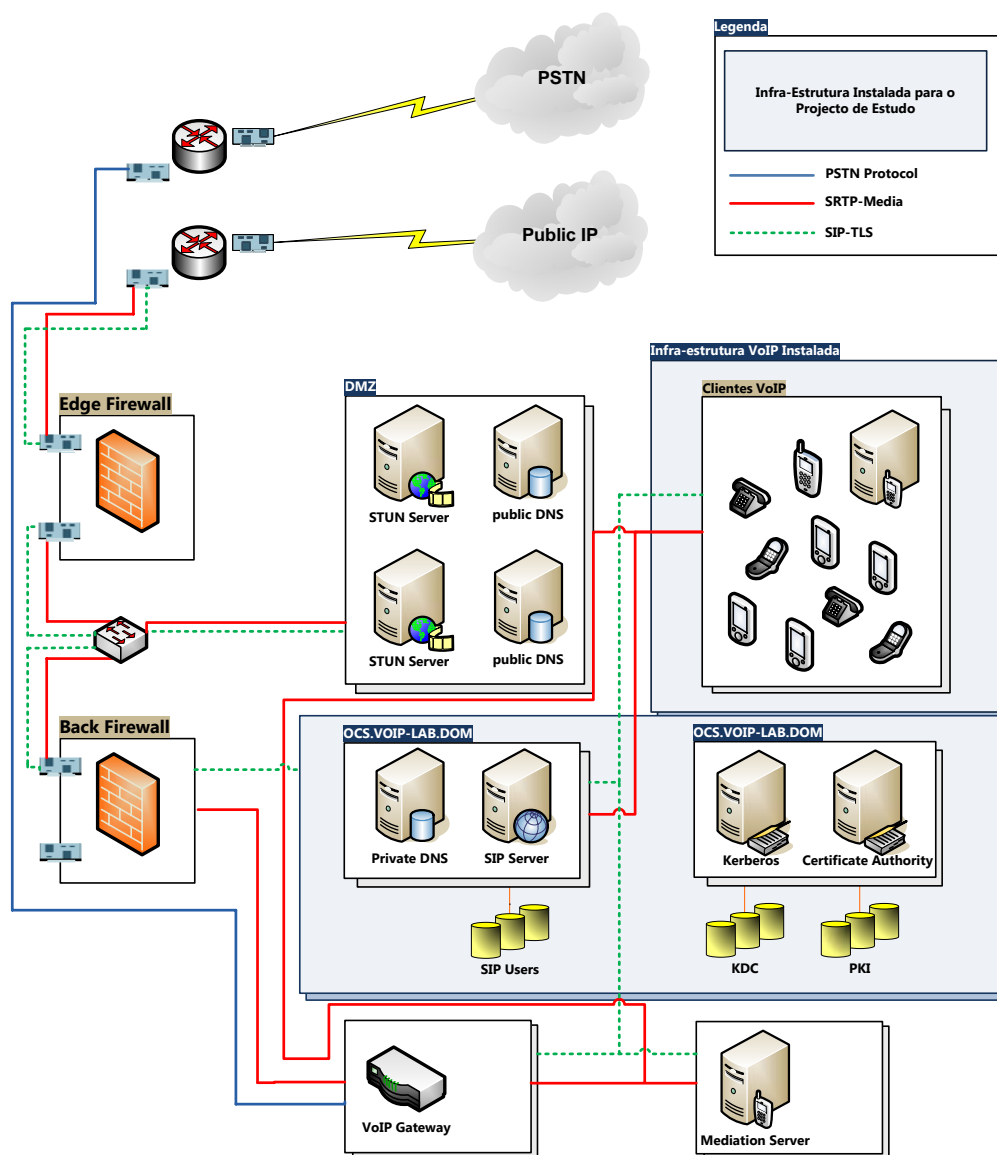 Legenda
Infra-Estrutura Instalada para o
Projecto de Estudo
PSTN Protocol
SRTP-Media
SIP-TLS
PSTN
Public IP
Infra-estrutura VoIP Instalada
Clientes VoIP
DMZ
STUN Server
public DNS
STUN Server
public DNS
Edge Firewall
Back Firewall
OCS.VOIP-LAB.DOM
Private DNS
SIP Server
SIP Users
OCS.VOIP-LAB.DOM
Kerberos
Certificate Authority
KDC
PKI
VoIP Gateway
Mediation Server